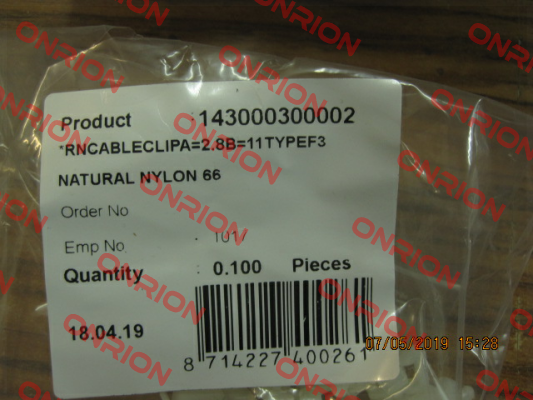 Product : 143000300002
*RNCABLECLIPA=2.8B=11TYPEF3
NATURAL NYLON 66
Order No
Emp No : 1017
Quantity : 0.100 Pieces
18.04.19
8 714227 400261
07/05/2019 15:28
ONRION